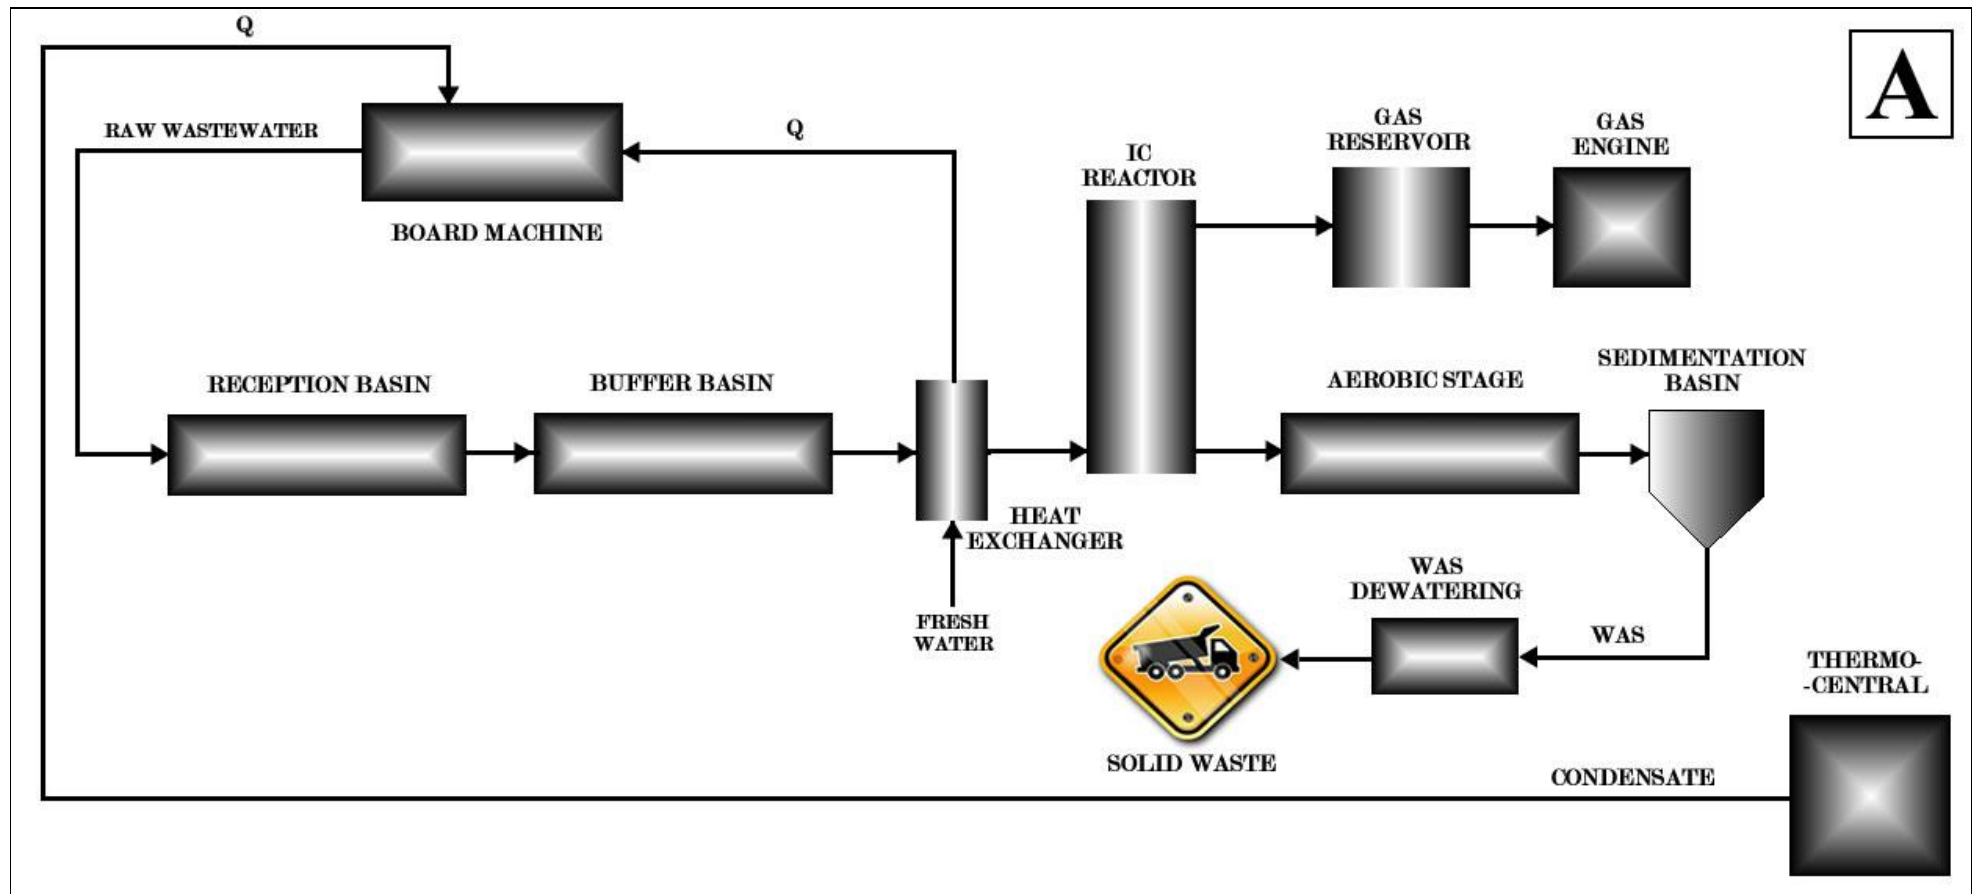 Q
A
RAW WASTEWATER
Q
BOARD MACHINE
IC
REACTOR
GAS
RESERVOIR
GAS
ENGINE
RECEPTION BASIN
BUFFER BASIN
AEROBIC STAGE
SEDIMENTATION
BASIN
HEAT
EXCHANGER
FRESH
WATER
WAS
DEWATERING
WAS
SOLID WASTE
THERMO-
-CENTRAL
CONDENSATE